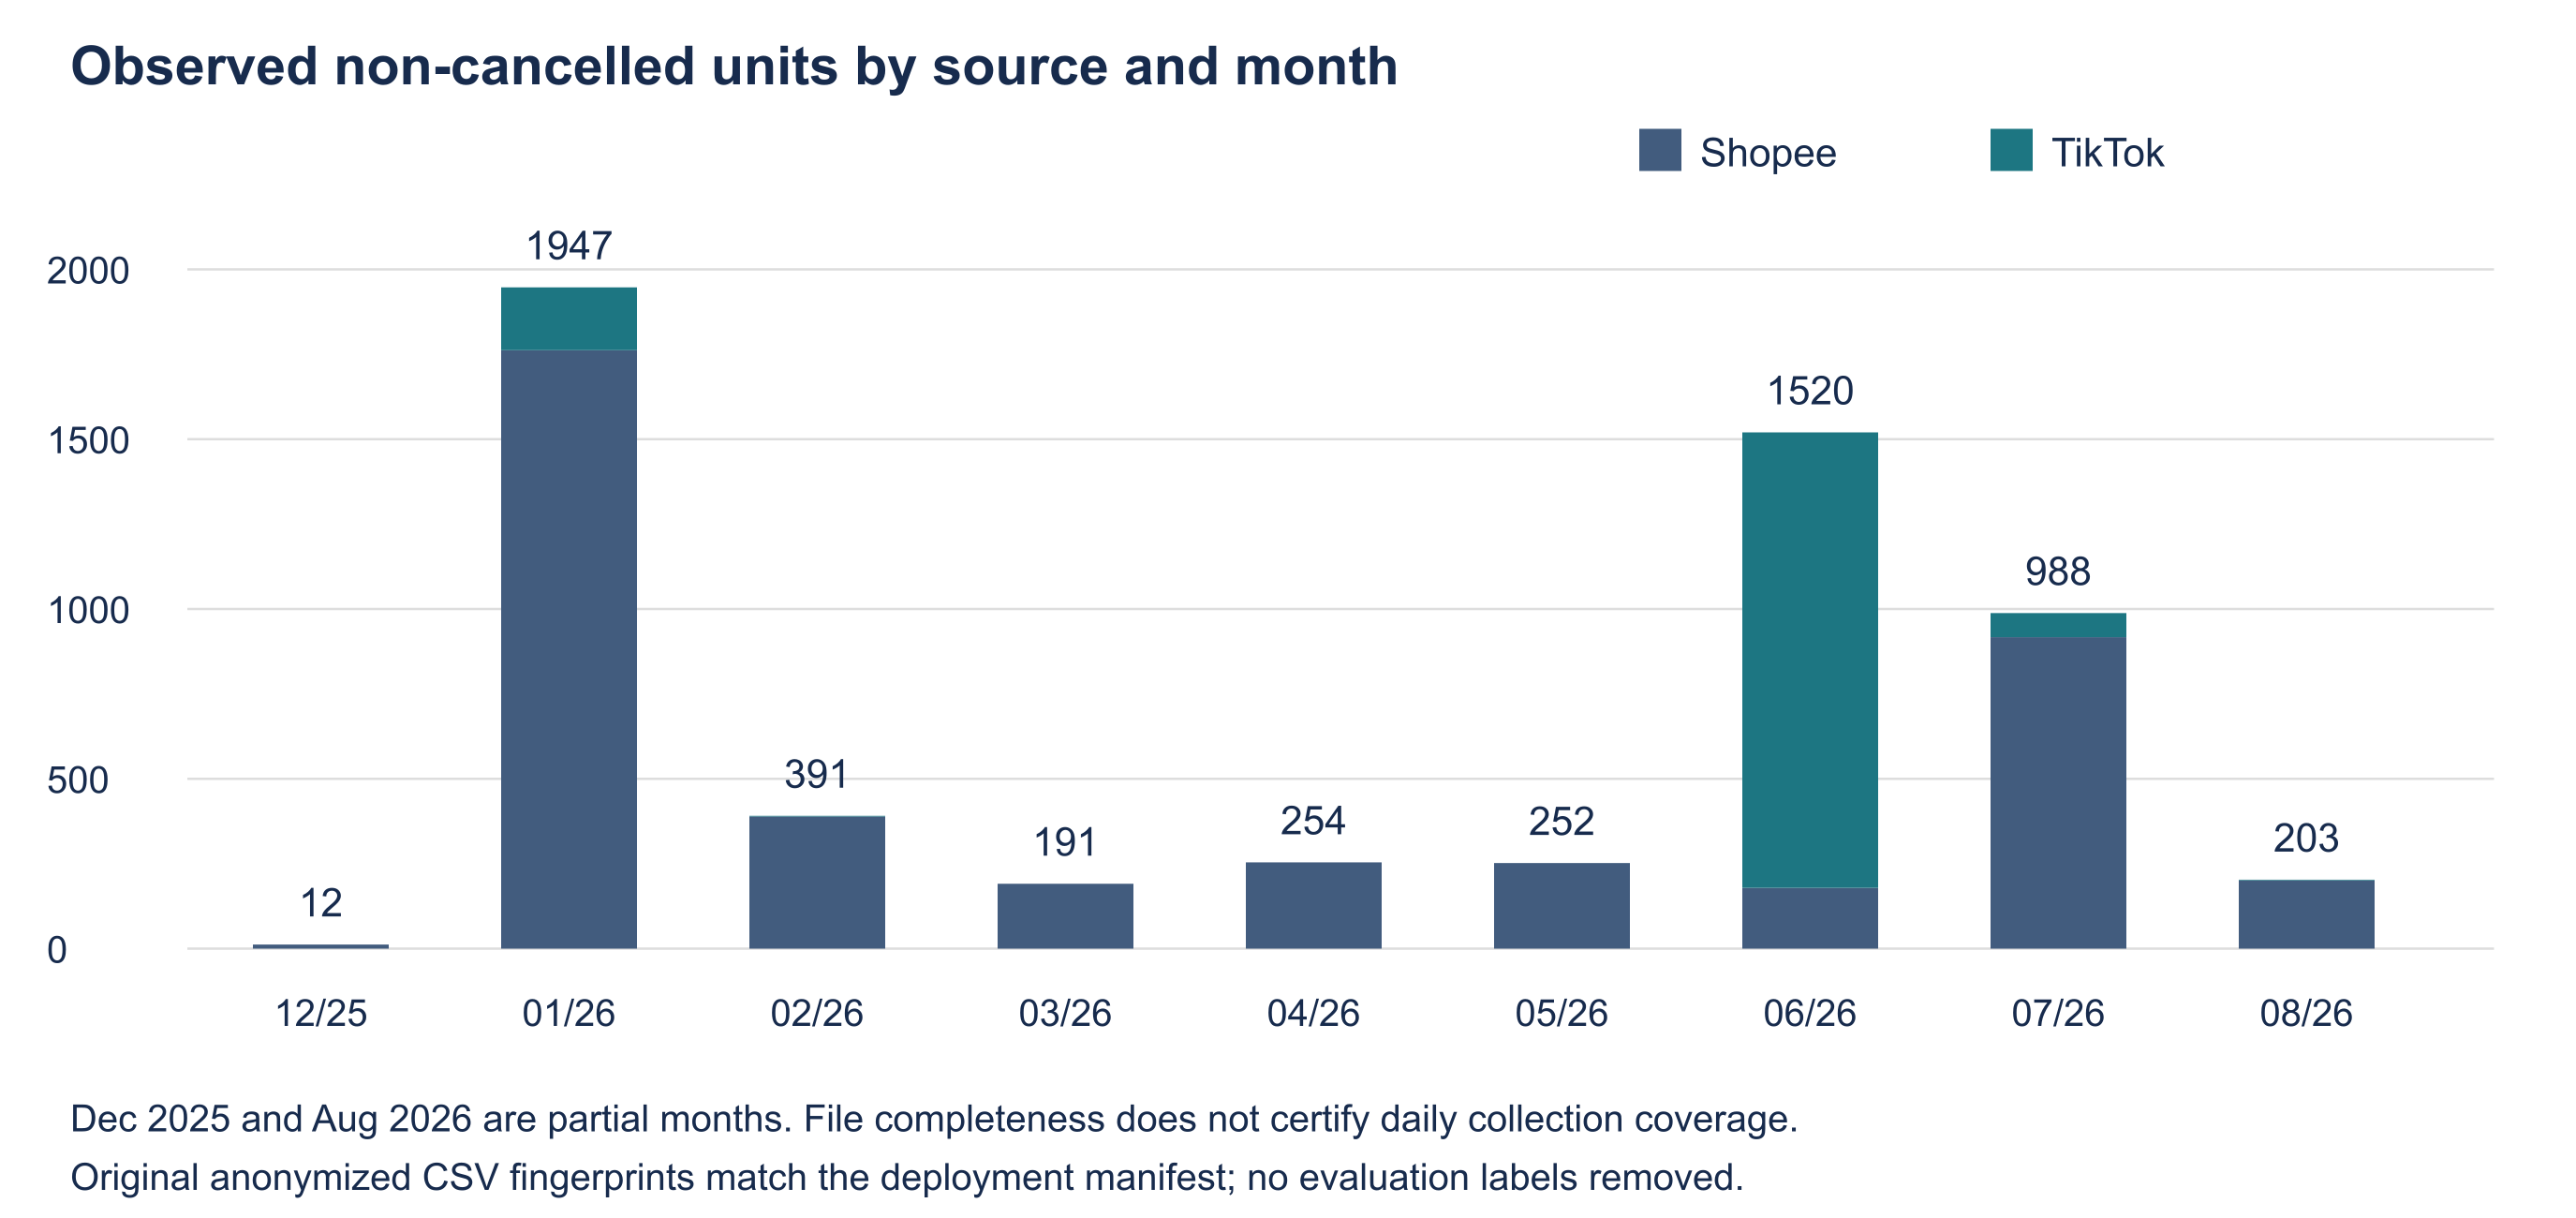 Observed non-cancelled units by source and month
Shopee TikTok
2000
1500
1000
500
0
12
1947
391
191
254
252
1520
988
203
12/25 01/26 02/26 03/26 04/26 05/26 06/26 07/26 08/26
Dec 2025 and Aug 2026 are partial months. File completeness does not certify daily collection coverage.
Original anonymized CSV fingerprints match the deployment manifest; no evaluation labels removed.